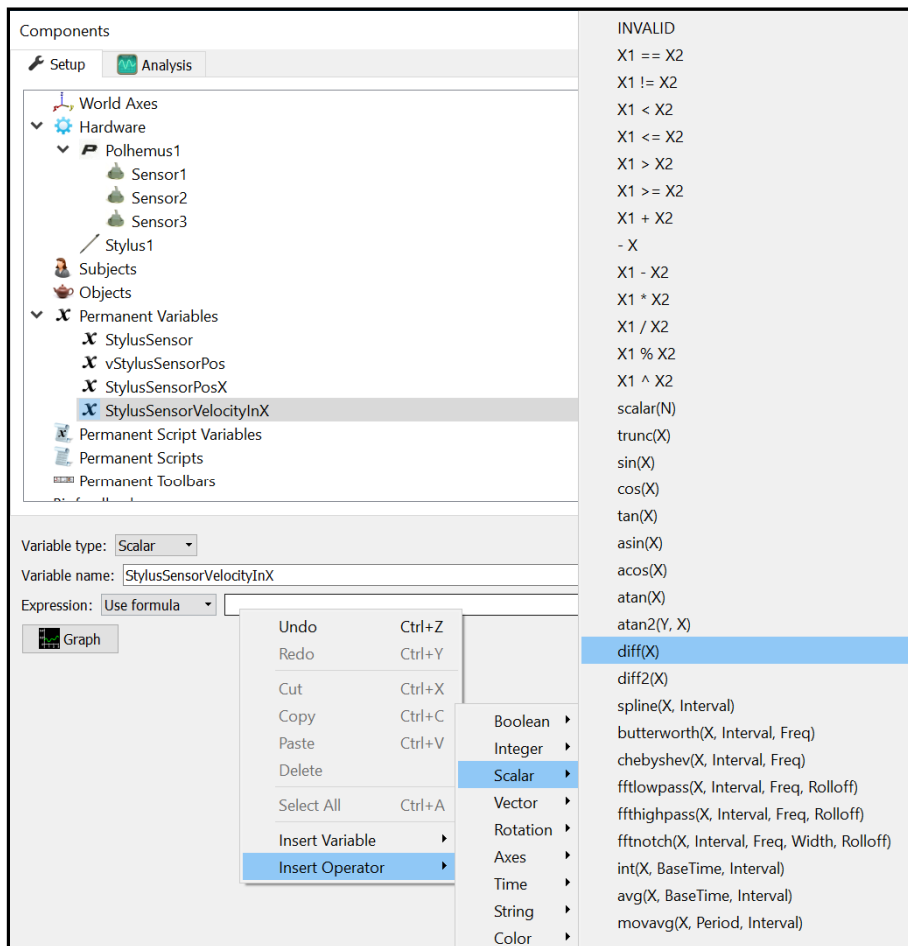 Components
Setup
Analysis
World Axes
Hardware
Polhemus1
Sensor1
Sensor2
Sensor3
Stylus1
Subjects
Objects
Permanent Variables
StylusSensor
vStylusSensorPos
StylusSensorPosX
StylusSensorVelocityInX
Permanent Script Variables
Permanent Scripts
Permanent Toolbars
Variable type: Scalar
Variable name: StylusSensorVelocityInX
Expression: Use formula
Graph
Undo Ctrl+Z
Redo Ctrl+Y
Cut Ctrl+X
Copy Ctrl+C
Paste Ctrl+V
Delete
Select All Ctrl+A
Insert Variable
Insert Operator
Boolean
Integer
Scalar
Vector
Rotation
Axes
Time
String
Color
INVALID
X1 == X2
X1 != X2
X1 < X2
X1 <= X2
X1 > X2
X1 >= X2
X1 + X2
- X
X1 - X2
X1 * X2
X1 / X2
X1 % X2
X1 ^ X2
scalar(N)
trunc(X)
sin(X)
cos(X)
tan(X)
asin(X)
acos(X)
atan(X)
atan2(Y, X)
diff(X)
diff2(X)
spline(X, Interval)
butterworth(X, Interval, Freq)
chebyshev(X, Interval, Freq)
fftlowpass(X, Interval, Freq, Rolloff)
ffthighpass(X, Interval, Freq, Rolloff)
fftnotch(X, Interval, Freq, Width, Rolloff)
int(X, BaseTime, Interval)
avg(X, BaseTime, Interval)
movavg(X, Period, Interval)